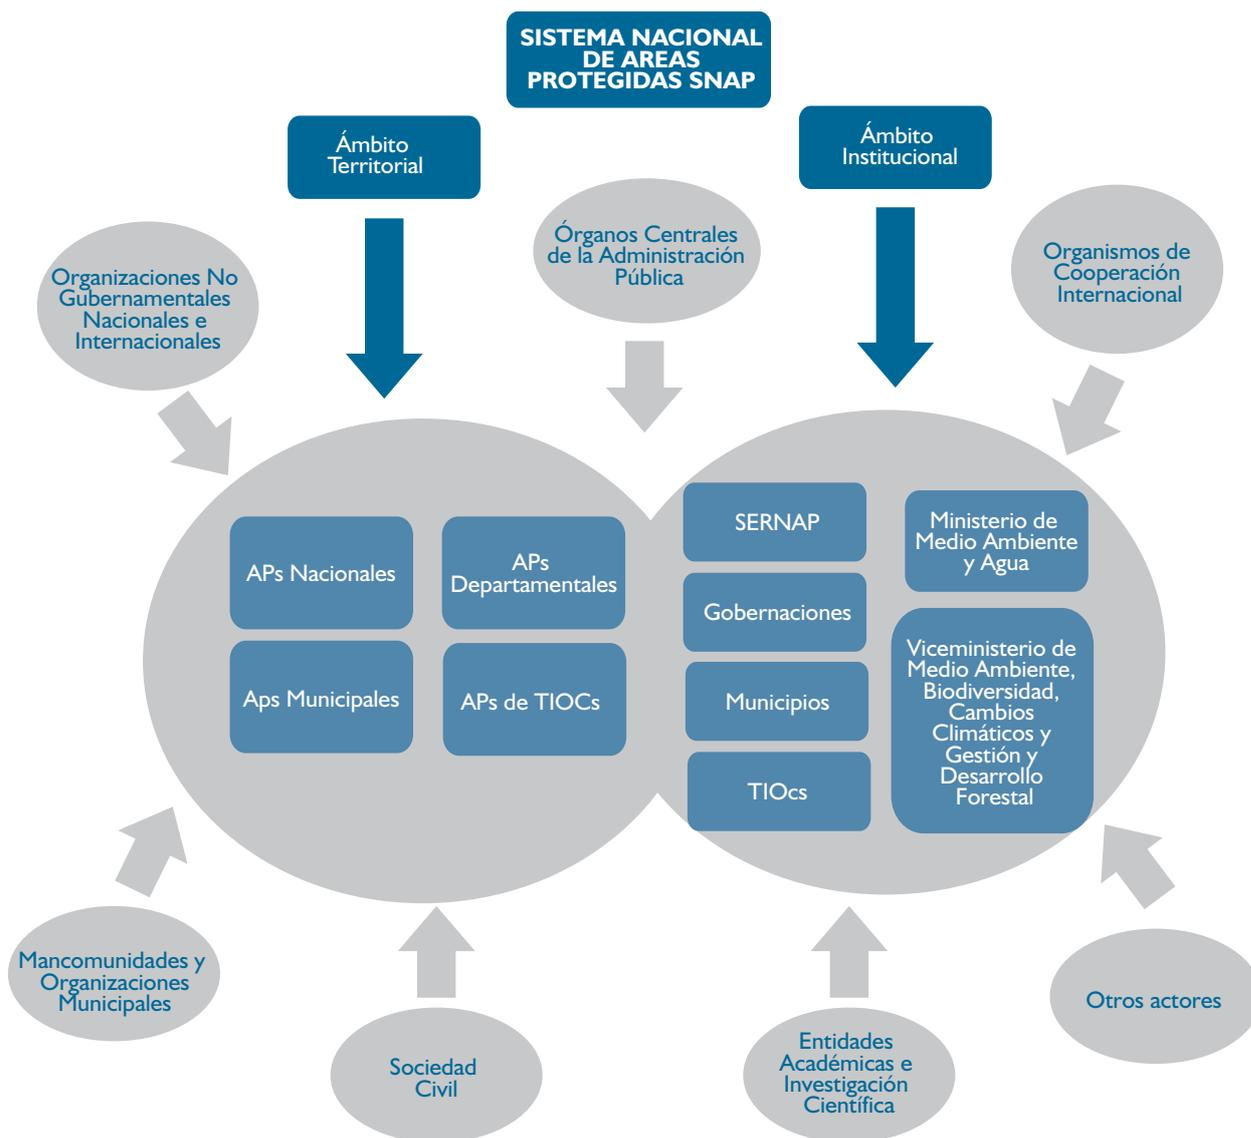 SISTEMA NACIONAL
DE AREAS
PROTEGIDAS SNAP
Ámbito
Territorial
Ámbito
Institucional
Organizaciones No
Gubernamentales
Nacionales e
Internacionales
Órganos Centrales
de la Administración
Pública
Organismos de
Cooperación
Internacional
APs Nacionales
APs
Departamentales
Aps Municipales
APs de TIOCs
SERNAP
Gobernaciones
Municipios
TIOcs
Ministerio de
Medio Ambiente
y Agua
Viceministerio de
Medio Ambiente,
Biodiversidad,
Cambios
Climáticos y
Gestión y
Desarrollo
Forestal
Mancomunidades y
Organizaciones
Municipales
Sociedad
Civil
Entidades
Académicas e
Investigación
Científica
Otros actores